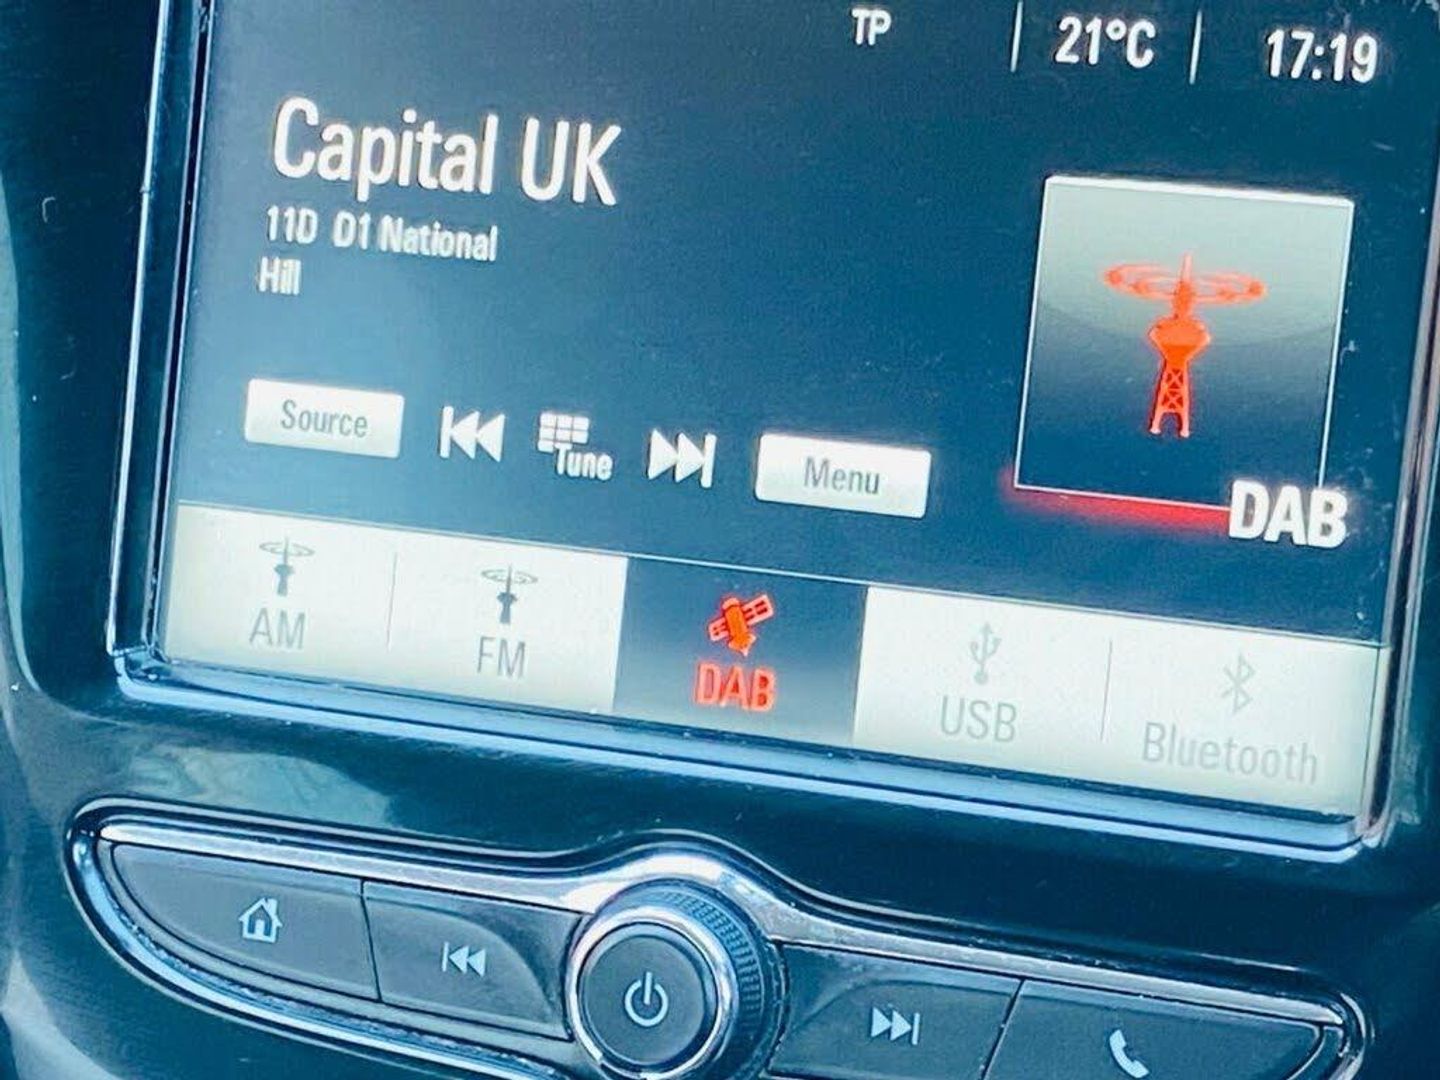 TP 21°C 17:19
Capital UK
11D D1 National
Hill
Source Tune Menu
DAB
AM FM DAB USB Bluetooth